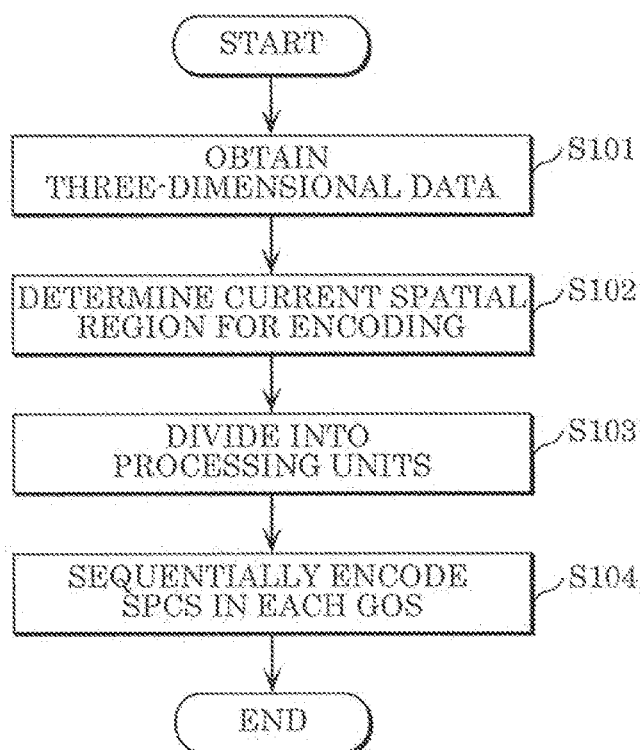 START
OBTAIN
THREE-DIMENSIONAL DATA
S101
DETERMINE CURRENT SPATIAL
REGION FOR ENCODING
S102
DIVIDE INTO
PROCESSING UNITS
S103
SEQUENTIALLY ENCODE
SPCS IN EACH GOS
S104
END